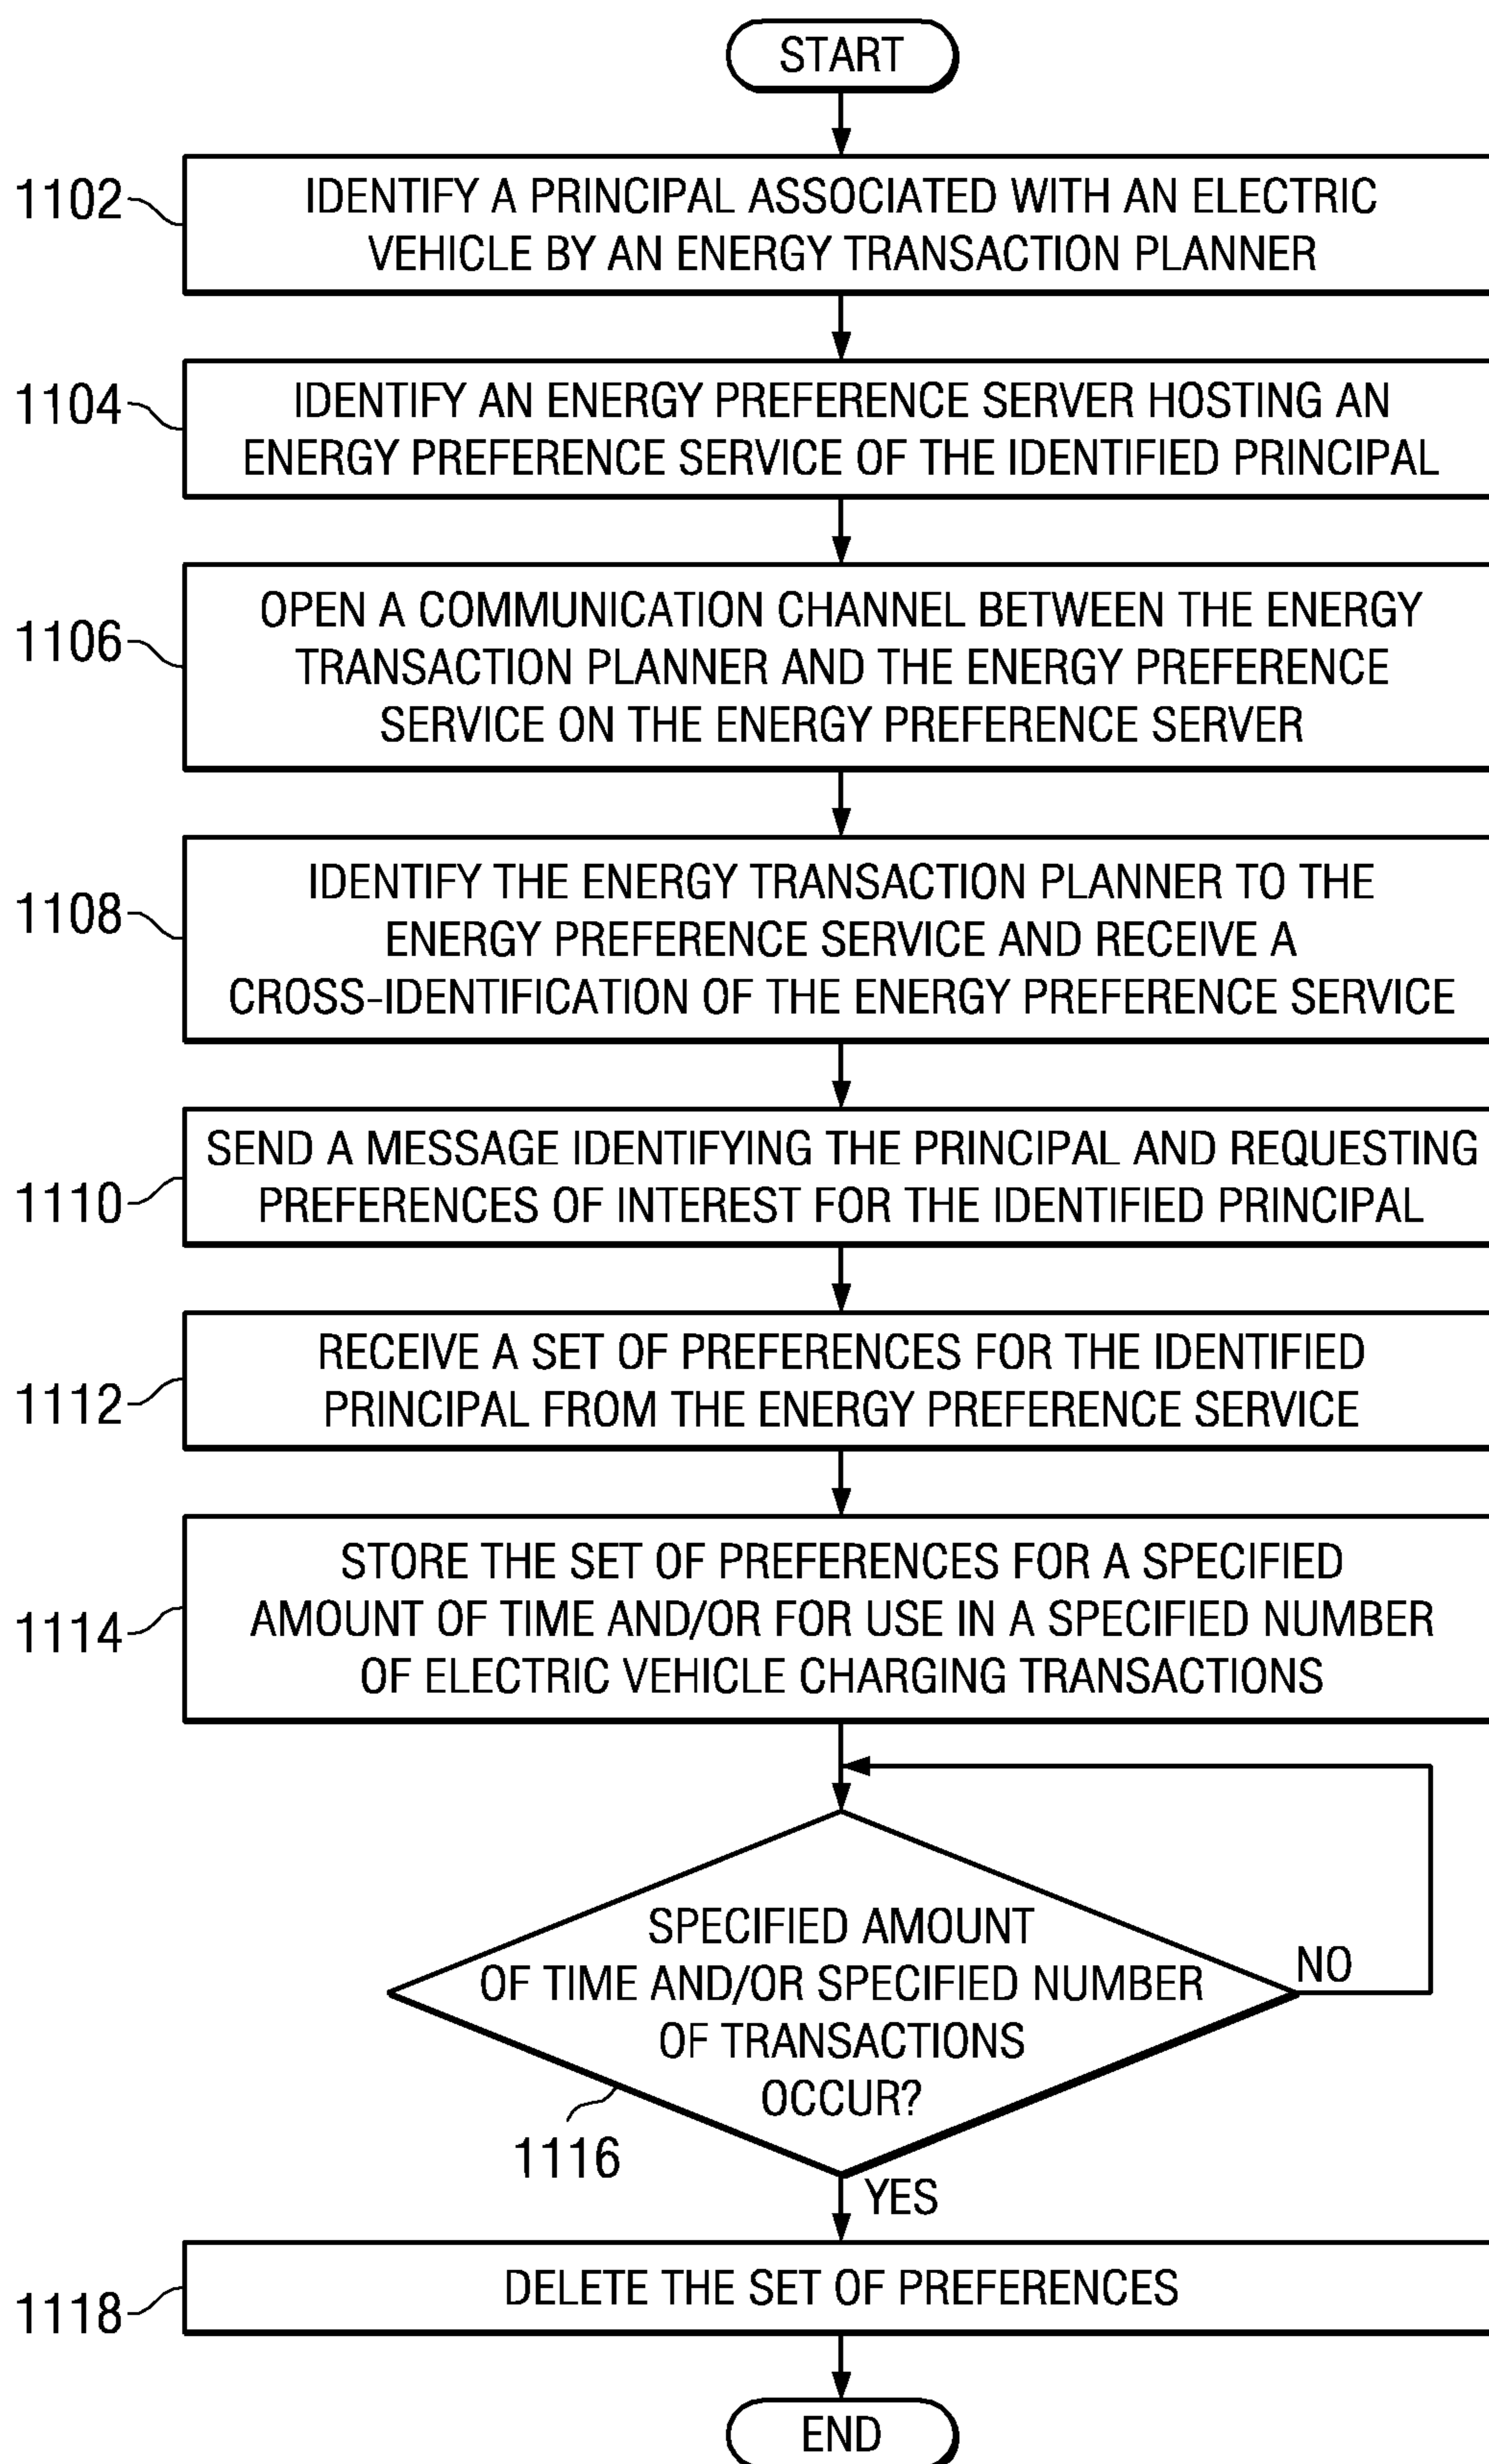 START
1102
IDENTIFY A PRINCIPAL ASSOCIATED WITH AN ELECTRIC
VEHICLE BY AN ENERGY TRANSACTION PLANNER
1104
IDENTIFY AN ENERGY PREFERENCE SERVER HOSTING AN
ENERGY PREFERENCE SERVICE OF THE IDENTIFIED PRINCIPAL
1106
OPEN A COMMUNICATION CHANNEL BETWEEN THE ENERGY
TRANSACTION PLANNER AND THE ENERGY PREFERENCE
SERVICE ON THE ENERGY PREFERENCE SERVER
1108
IDENTIFY THE ENERGY TRANSACTION PLANNER TO THE
ENERGY PREFERENCE SERVICE AND RECEIVE A
CROSS-IDENTIFICATION OF THE ENERGY PREFERENCE SERVICE
1110
SEND A MESSAGE IDENTIFYING THE PRINCIPAL AND REQUESTING
PREFERENCES OF INTEREST FOR THE IDENTIFIED PRINCIPAL
1112
RECEIVE A SET OF PREFERENCES FOR THE IDENTIFIED
PRINCIPAL FROM THE ENERGY PREFERENCE SERVICE
1114
STORE THE SET OF PREFERENCES FOR A SPECIFIED
AMOUNT OF TIME AND/OR FOR USE IN A SPECIFIED NUMBER
OF ELECTRIC VEHICLE CHARGING TRANSACTIONS
SPECIFIED AMOUNT
OF TIME AND/OR SPECIFIED NUMBER
OF TRANSACTIONS
OCCUR?
NO
1116
YES
1118
DELETE THE SET OF PREFERENCES
END